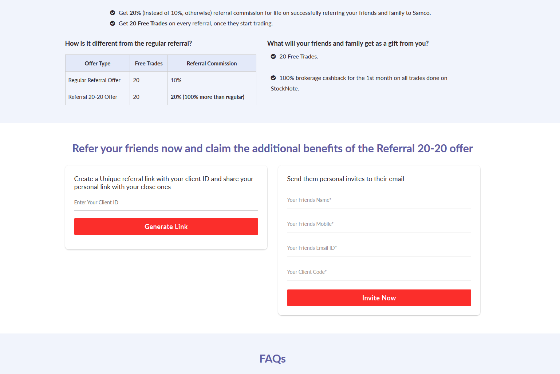 Get 20% (instead of 10%, otherwise) referral commission for life on successfully referring your friends and family to Samco.
Get 20 Free Trades on every referral, once they start trading.
How is it different from the regular referral?
Offer Type Free Trades Referral Commission
Regular Referral Offer 20 10%
Referral 20-20 Offer 20 20% (100% more than regular)
What will your friends and family get as a gift from you?
20 Free Trades.
100% brokerage cashback for the 1st month on all trades done on
StockNote.
Refer your friends now and claim the additional benefits of the Referral 20-20 offer
Create a Unique referral link with your client ID and share your
personal link with your close ones
Enter Your Client ID
Generate Link
Send them personal invites to their email
Your Friends Name*
Your Friends Mobile*
Your Friends Email ID*
Your Client Code*
Invite Now
FAQs